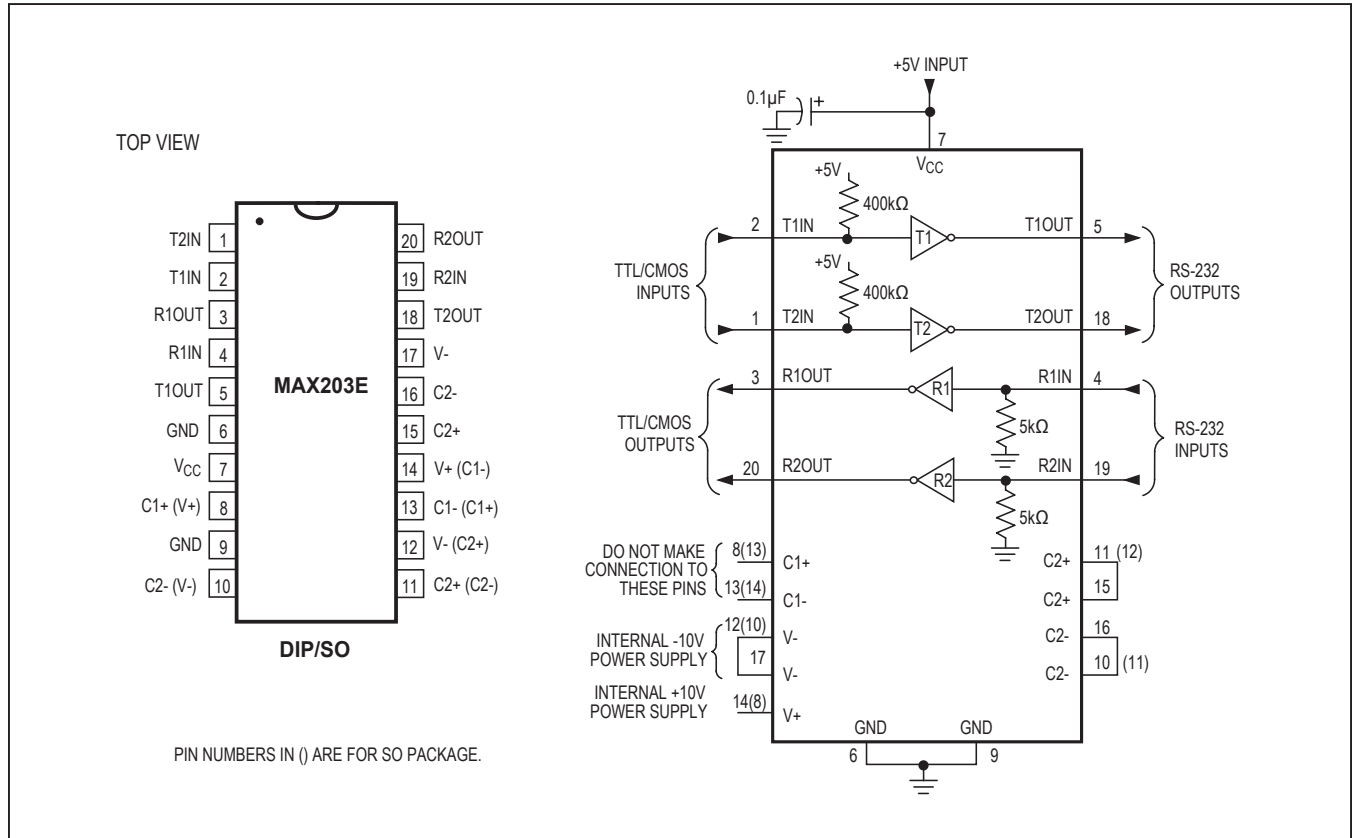 TOP VIEW
T2IN 1
T1IN 2
R1OUT 3
R1IN 4
T1OUT 5
GND 6
VCC 7
C1+ (V+) 8
GND 9
C2- (V-) 10
20 R2OUT
19 R2IN
18 T2OUT
17 V-
16 C2-
15 C2+
14 V+ (C1-)
13 C1- (C1+)
12 V- (C2+)
11 C2+ (C2-)
MAX203E
DIP/SO
PIN NUMBERS IN () ARE FOR SO PACKAGE.
+5V INPUT
0.1µF +
7
VCC
+5V
400kΩ
2 T1IN T1 T1OUT 5
TTL/CMOS
INPUTS
+5V
400kΩ
RS-232
OUTPUTS
1 T2IN T2 T2OUT 18
3 R1OUT R1 R1IN 4
5kΩ
TTL/CMOS
OUTPUTS
RS-232
INPUTS
20 R2OUT R2 R2IN 19
5kΩ
DO NOT MAKE
CONNECTION TO
THESE PINS
8(13) C1+
13(14) C1-
INTERNAL -10V
POWER SUPPLY
12(10) V-
17 V-
INTERNAL +10V
POWER SUPPLY
14(8) V+
C2+ 11 (12)
C2+ 15
C2- 16
C2- 10 (11)
GND GND
6 9